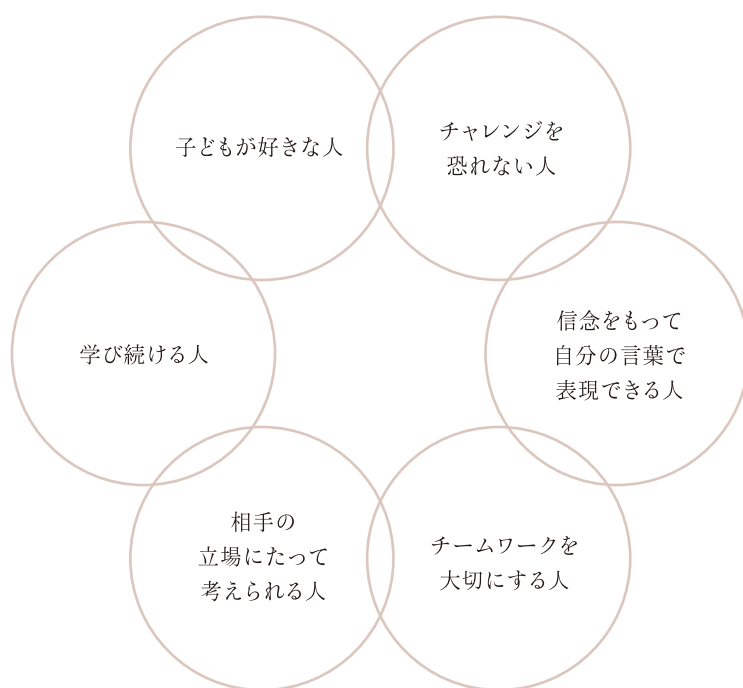 子どもが好きな人
チャレンジを
恐れない人
学び続ける人
信念をもって
自分の言葉で
表現できる人
相手の
立場にたって
考えられる人
チームワークを
大切にする人